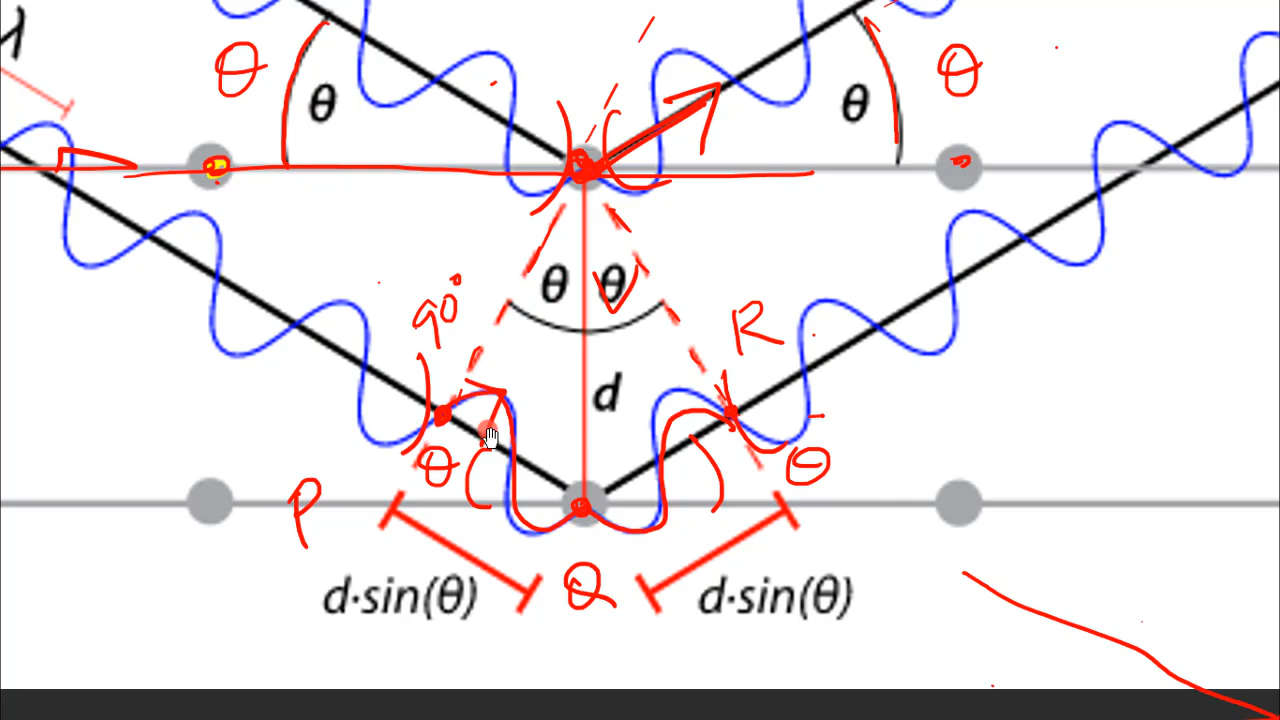 λ
θ θ θ θ
θ θ
90°
R
d
θ θ
P
d·sin(θ) Q d·sin(θ)